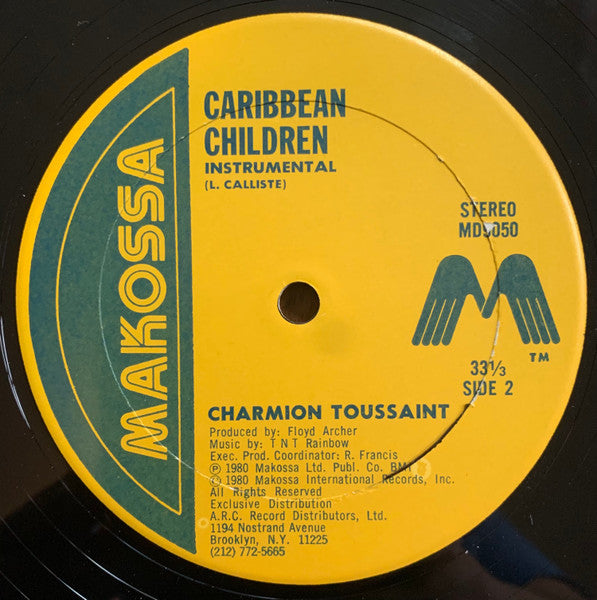 MAKOSSA
CARIBBEAN
CHILDREN
INSTRUMENTAL
(L. CALLISTE)
STEREO
MD9050
M TM
33⅓
SIDE 2
CHARMION TOUSSAINT
Produced by: Floyd Archer
Music by: T N T Rainbow
Exec. Prod. Coordinator: R. Francis
℗ 1980 Makossa Ltd. Publ. Co. BMI
© 1980 Makossa International Records, Inc.
All Rights Reserved
Exclusive Distribution
A.R.C. Record Distributors, Ltd.
1194 Nostrand Avenue
Brooklyn, N.Y. 11225
(212) 772-5665